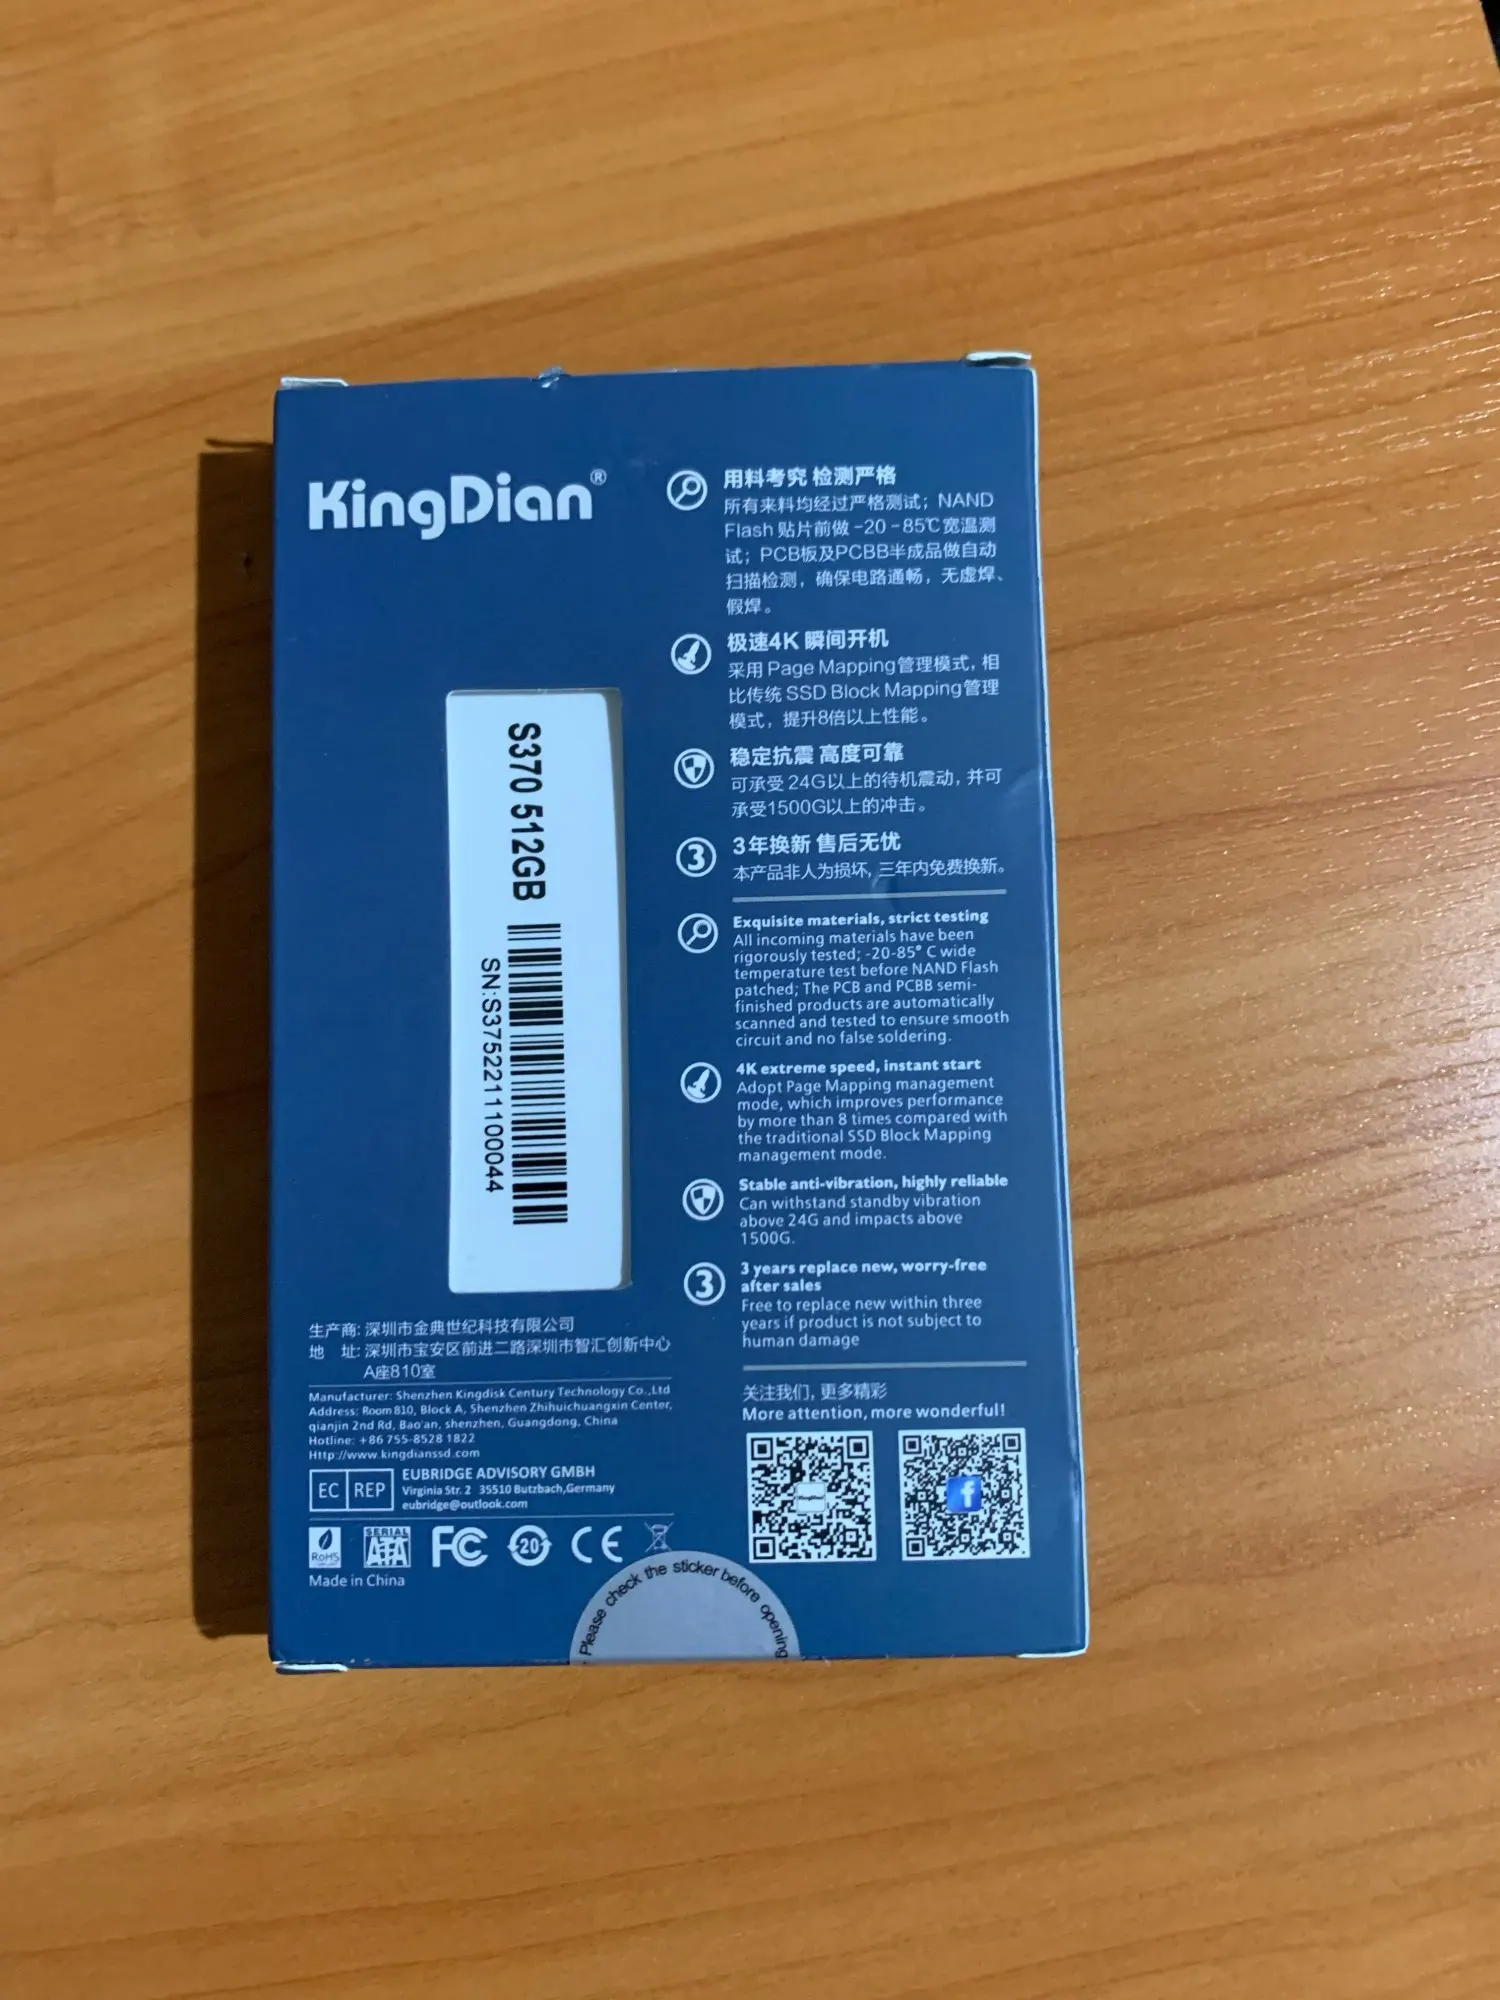 KingDian®
S370 512GB
SN:S375221110044
用料考究 检测严格
所有来料均经过严格测试；NAND
Flash 贴片前做 -20 -85℃宽温测
试；PCB板及PCBB半成品做自动
扫描检测，确保电路通畅，无虚焊、
假焊。
极速4K 瞬间开机
采用 Page Mapping管理模式，相
比传统 SSD Block Mapping管理
模式，提升8倍以上性能。
稳定抗震 高度可靠
可承受 24G以上的待机震动，并可
承受1500G以上的冲击。
3
3年换新 售后无忧
本产品非人为损坏，三年内免费换新。
Exquisite materials, strict testing
All incoming materials have been
rigorously tested; -20-85° C wide
temperature test before NAND Flash
patched; The PCB and PCBB semi-
finished products are automatically
scanned and tested to ensure smooth
circuit and no false soldering.
4K extreme speed, instant start
Adopt Page Mapping management
mode, which improves performance
by more than 8 times compared with
the traditional SSD Block Mapping
management mode.
Stable anti-vibration, highly reliable
Can withstand standby vibration
above 24G and impacts above
1500G.
3
3 years replace new, worry-free
after sales
Free to replace new within three
years if product is not subject to
human damage
生产商: 深圳市金典世纪科技有限公司
地 址: 深圳市宝安区前进二路深圳市智汇创新中心
A座810室
Manufacturer: Shenzhen Kingdisk Century Technology Co.,Ltd
Address: Room 810, Block A, Shenzhen Zhihuichuangxin Center,
qianjin 2nd Rd, Bao'an, shenzhen, Guangdong, China
Hotline: +86 755-8528 1822
Http://www.kingdianssd.com
EC REP
EUBRIDGE ADVISORY GMBH
Virginia Str. 2 35510 Butzbach,Germany
eubridge@outlook.com
RoHS
SERIAL ATA
FC
20
CE
Made in China
关注我们, 更多精彩
More attention, more wonderful!
KingDian
f
Please check the sticker before opening